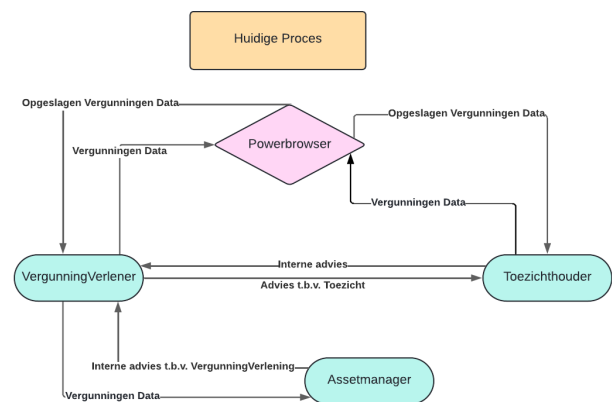 Huidige Proces
Opgeslagen Vergunningen Data
Opgeslagen Vergunningen Data
Powerbrowser
Vergunningen Data
Vergunningen Data
Interne advies
VergunningVerlener
Toezichthouder
Advies t.b.v. Toezicht
Interne advies t.b.v. VergunningVerlening
Assetmanager
Vergunningen Data